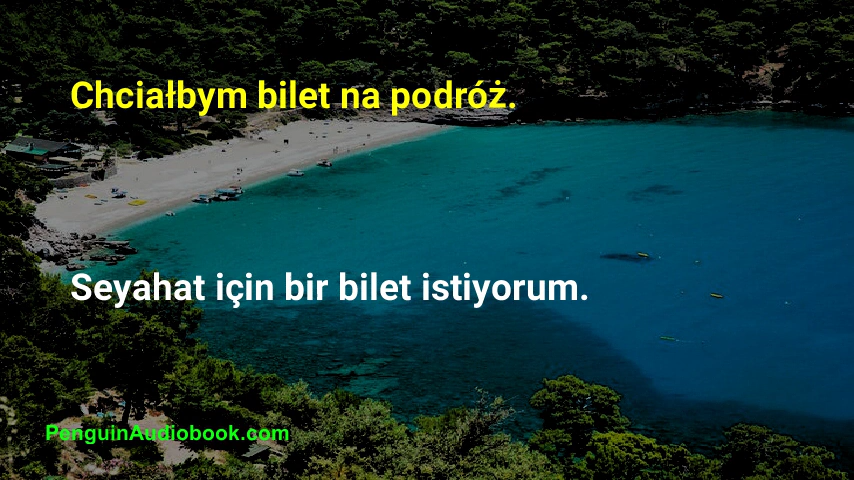 Chciałbym bilet na podróż.
Seyahat için bir bilet istiyorum.
PenguinAudiobook.com